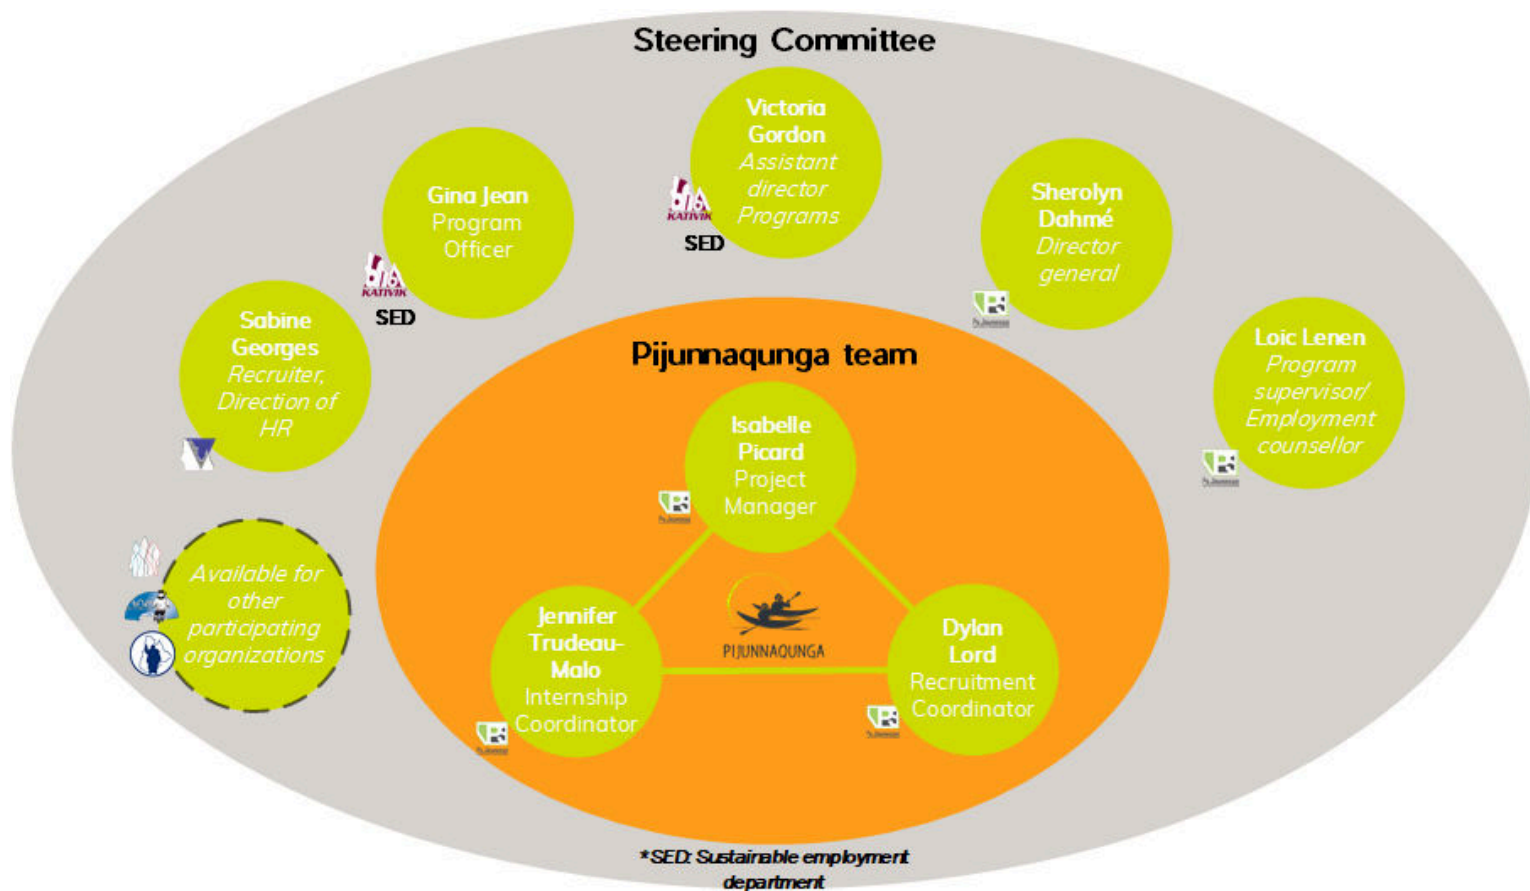 Steering Committee
Victoria
Gordon
Assistant
director
Programs
KATIVIK
SED
Gina Jean
Program
Officer
KATIVIK
SED
Sherolyn
Dahmé
Director
general
Sabine
Georges
Recruiter,
Direction of
HR
Loic Lenen
Program
supervisor/
Employment
counsellor
Pijunnaqunga team
Isabelle
Picard
Project
Manager
Jennifer
Trudeau-
Malo
Internship
Coordinator
PIJUNNAQUNGA
Dylan
Lord
Recruitment
Coordinator
Available for
other
participating
organizations
*SED: Sustainable employment
department